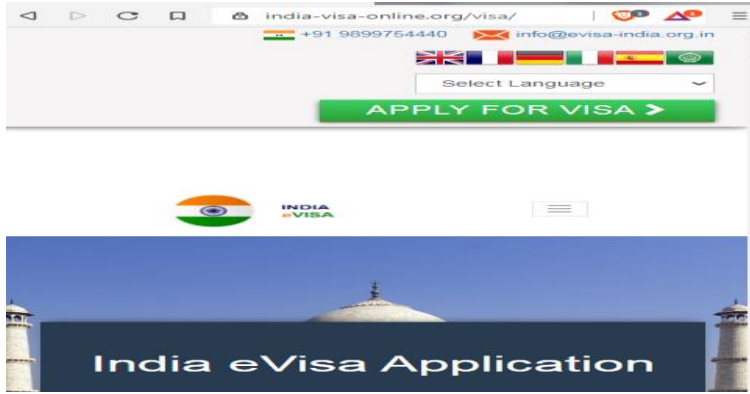 india-visa-online.org/visa/
+91 9899754440 info@evisa-india.org.in
Select Language
APPLY FOR VISA
INDIA
eVISA
India eVisa Application